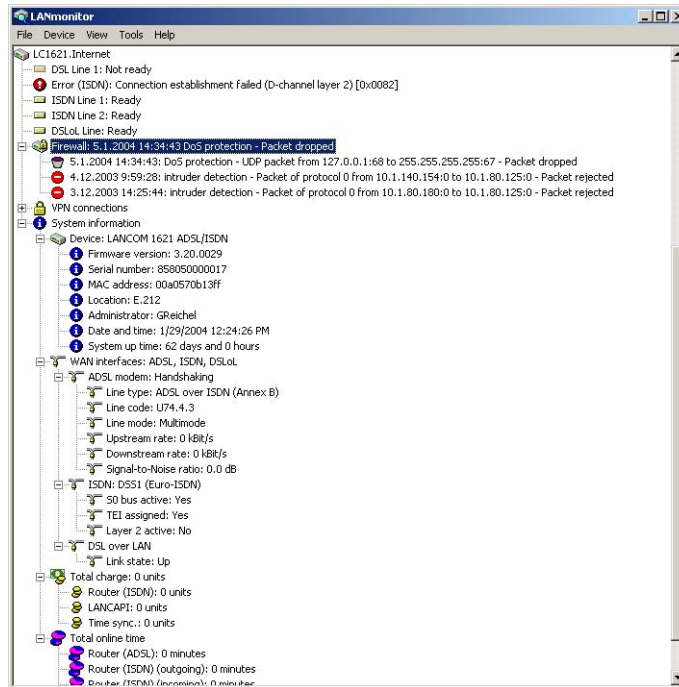 LANmonitor
File Device View Tools Help
LC1621.Internet
DSL Line 1: Not ready
Error (ISDN): Connection establishment failed (D-channel layer 2) [0x0082]
ISDN Line 1: Ready
ISDN Line 2: Ready
DSLoL Line: Ready
Firewall: 5.1.2004 14:34:43 DoS protection - Packet dropped
5.1.2004 14:34:43: DoS protection - UDP packet from 127.0.0.1:68 to 255.255.255.255:67 - Packet dropped
4.12.2003 9:59:28: intruder detection - Packet of protocol 0 from 10.1.140.154:0 to 10.1.80.125:0 - Packet rejected
3.12.2003 14:25:44: intruder detection - Packet of protocol 0 from 10.1.80.180:0 to 10.1.80.125:0 - Packet rejected
VPN connections
System information
Device: LANCOM 1621 ADSL/ISDN
Firmware version: 3.20.0029
Serial number: 858050000017
MAC address: 00a0570b13ff
Location: E.212
Administrator: GReichel
Date and time: 1/29/2004 12:24:26 PM
System up time: 62 days and 0 hours
WAN interfaces: ADSL, ISDN, DSLoL
ADSL modem: Handshaking
Line type: ADSL over ISDN (Annex B)
Line code: U74.4.3
Line mode: Multimode
Upstream rate: 0 kBit/s
Downstream rate: 0 kBit/s
Signal-to-Noise ratio: 0.0 dB
ISDN: DSS1 (Euro-ISDN)
S0 bus active: Yes
TEI assigned: Yes
Layer 2 active: No
DSL over LAN
Link state: Up
Total charge: 0 units
Router (ISDN): 0 units
LANCAPI: 0 units
Time sync.: 0 units
Total online time
Router (ADSL): 0 minutes
Router (ISDN) (outgoing): 0 minutes
Router (ISDN) (incoming): 0 minutes